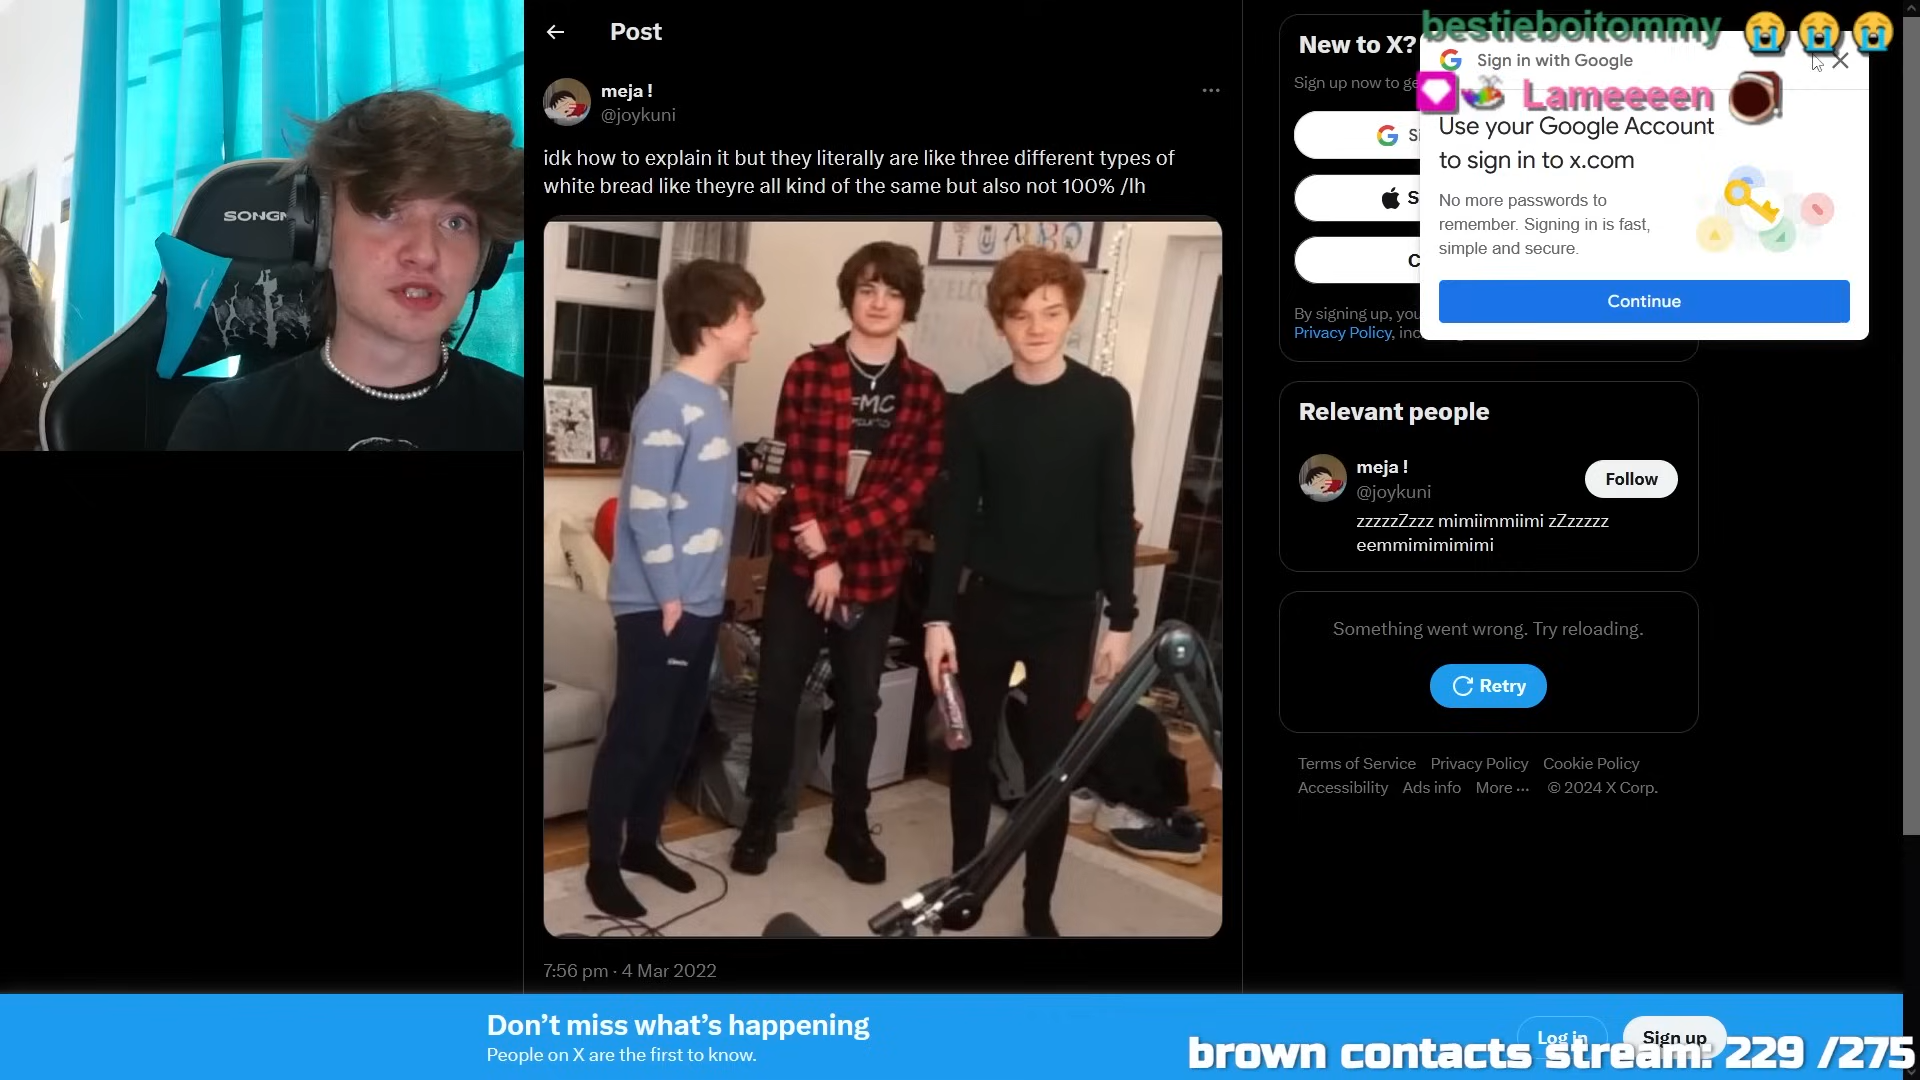 Post
meja !
@joykuni
idk how to explain it but they literally are like three different types of
white bread like theyre all kind of the same but also not 100% /lh
7:56 pm · 4 Mar 2022
New to X?
Sign up now to ge
By signing up, you
Privacy Policy, inc
bestieboitommy 😭😭😭
Lameeeen
Sign in with Google
Use your Google Account
to sign in to x.com
No more passwords to
remember. Signing in is fast,
simple and secure.
Continue
Relevant people
meja !
@joykuni
Follow
zzzzzZzzz mimiimmiimi zZzzzzz
eemmimimimimi
Something went wrong. Try reloading.
Retry
Terms of Service Privacy Policy Cookie Policy
Accessibility Ads info More ··· © 2024 X Corp.
Don’t miss what’s happening
People on X are the first to know.
Log in
Sign up
brown contacts stream: 229 /275